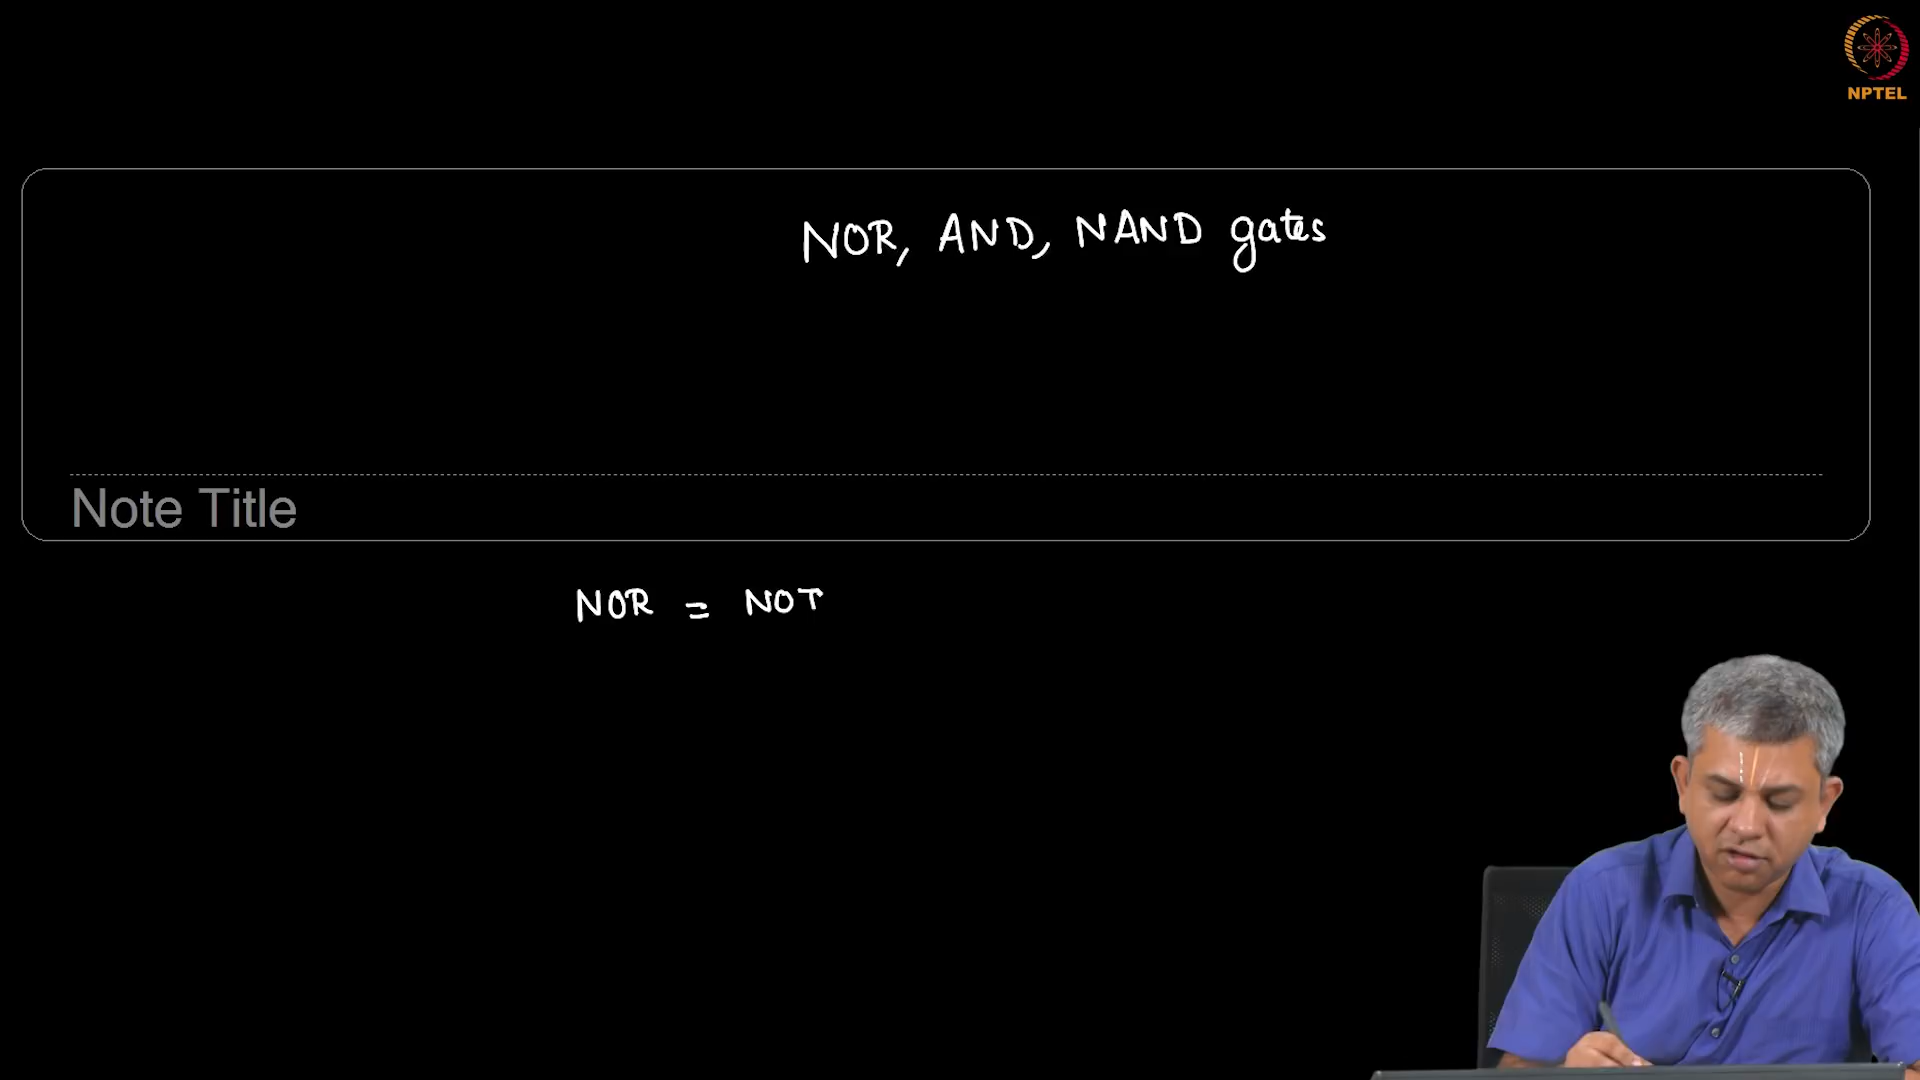 NPTEL
NOR, AND, NAND gates
Note Title
NOR = NOT